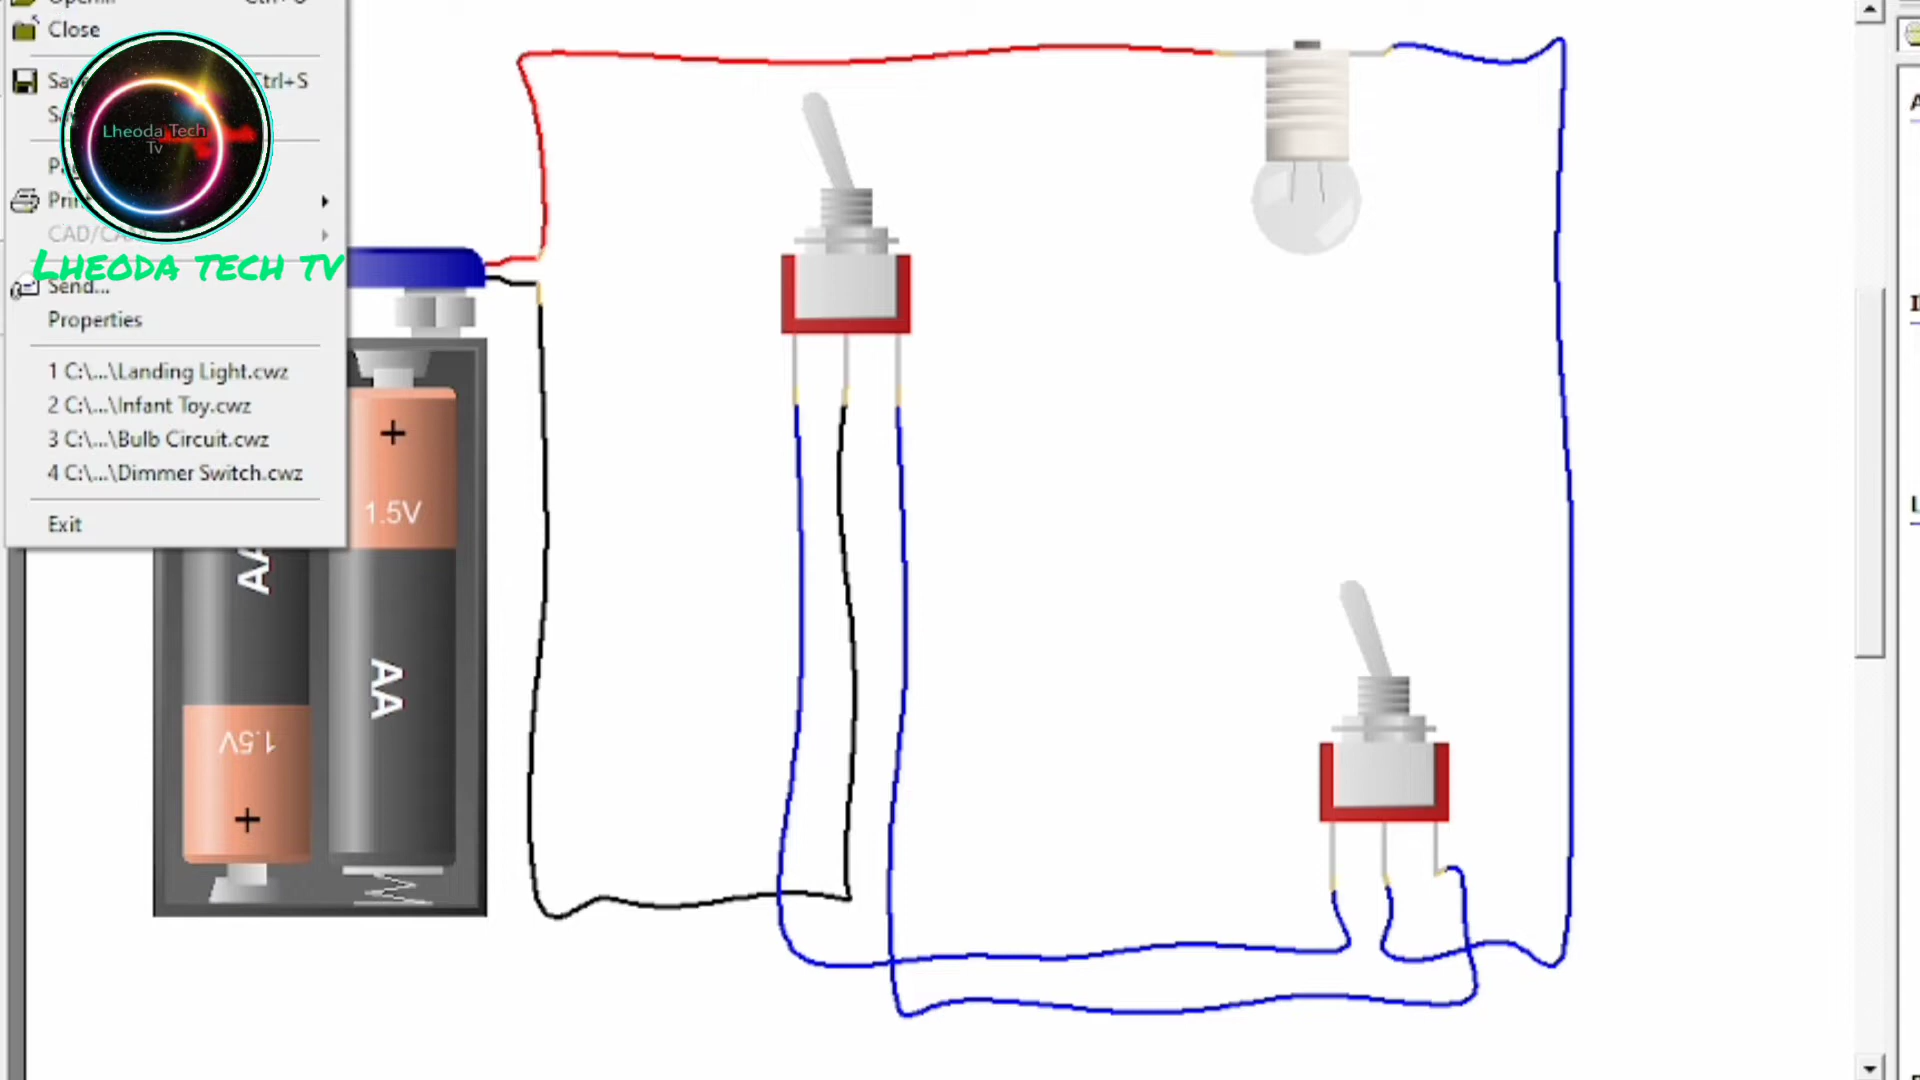 Close
Ctrl+S
Lheoda Tech
Tv
LHEODA TECH TV
Send...
Properties
1 C:\...\Landing Light.cwz
2 C:\...\Infant Toy.cwz
3 C:\...\Bulb Circuit.cwz
4 C:\...\Dimmer Switch.cwz
Exit
+
1.5V
AA
AA
1.5V
+